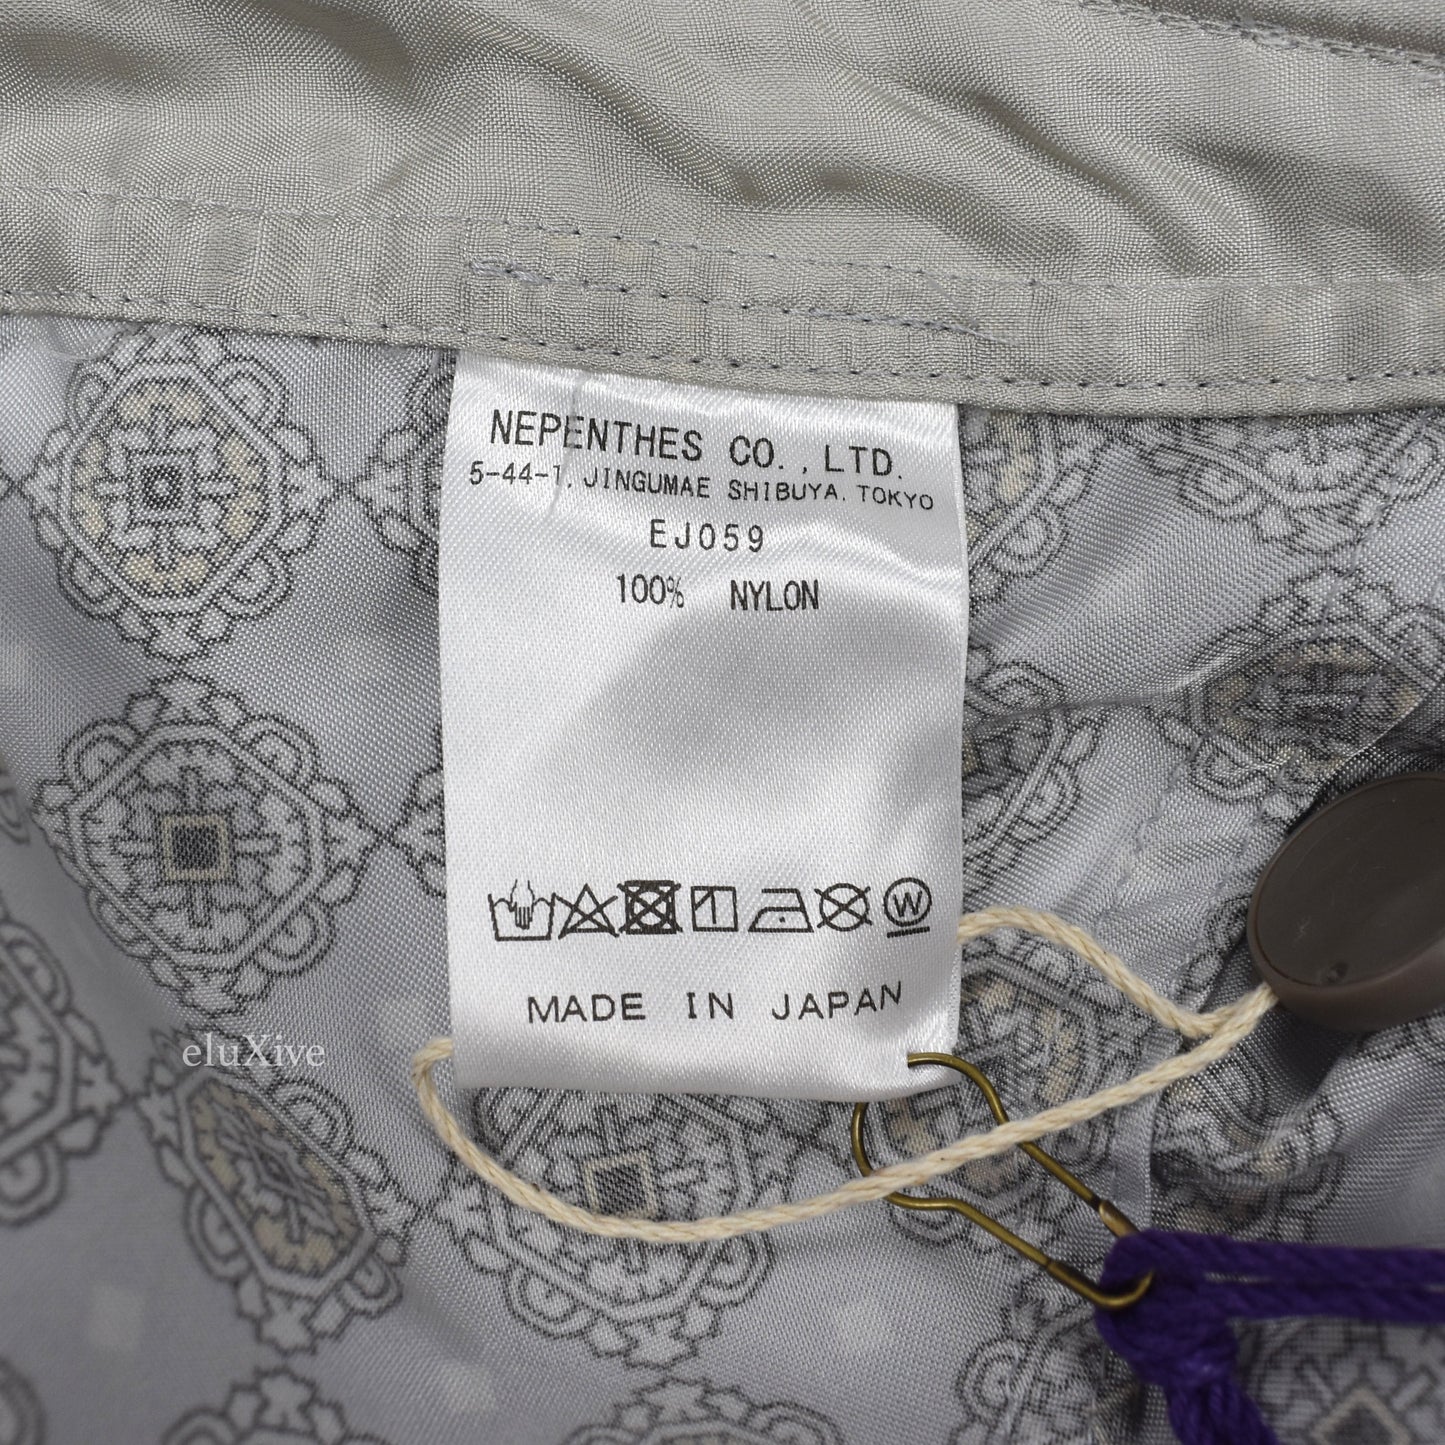 NEPENTHES CO.,LTD.
5-44-1, JINGUMAE SHIBUYA. TOKYO
EJ059
100% NYLON
W
MADE IN JAPAN
eluXive